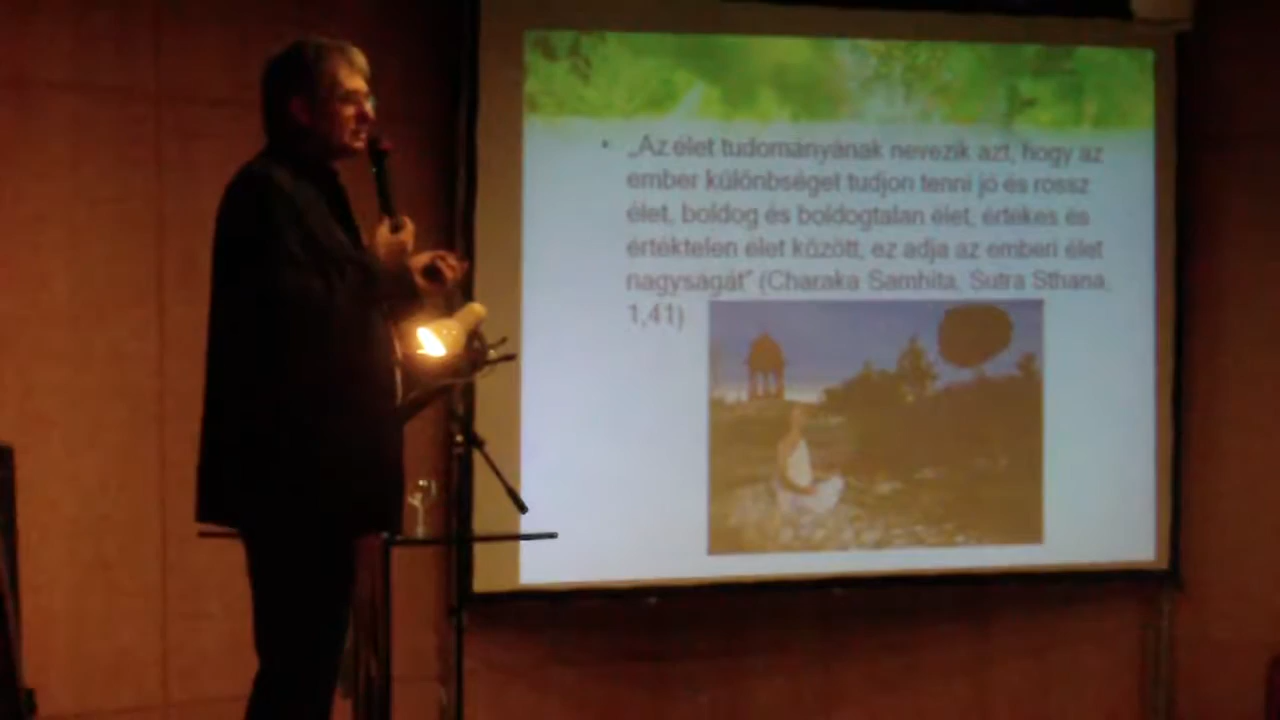 • „Az élet tudományának nevezik azt, hogy az
ember különbséget tudjon tenni jó és rossz
élet, boldog és boldogtalan élet, értékes és
értéktelen élet között, ez adja az emberi élet
nagyságát" (Charaka Samhita, Sutra Sthana,
1,41)